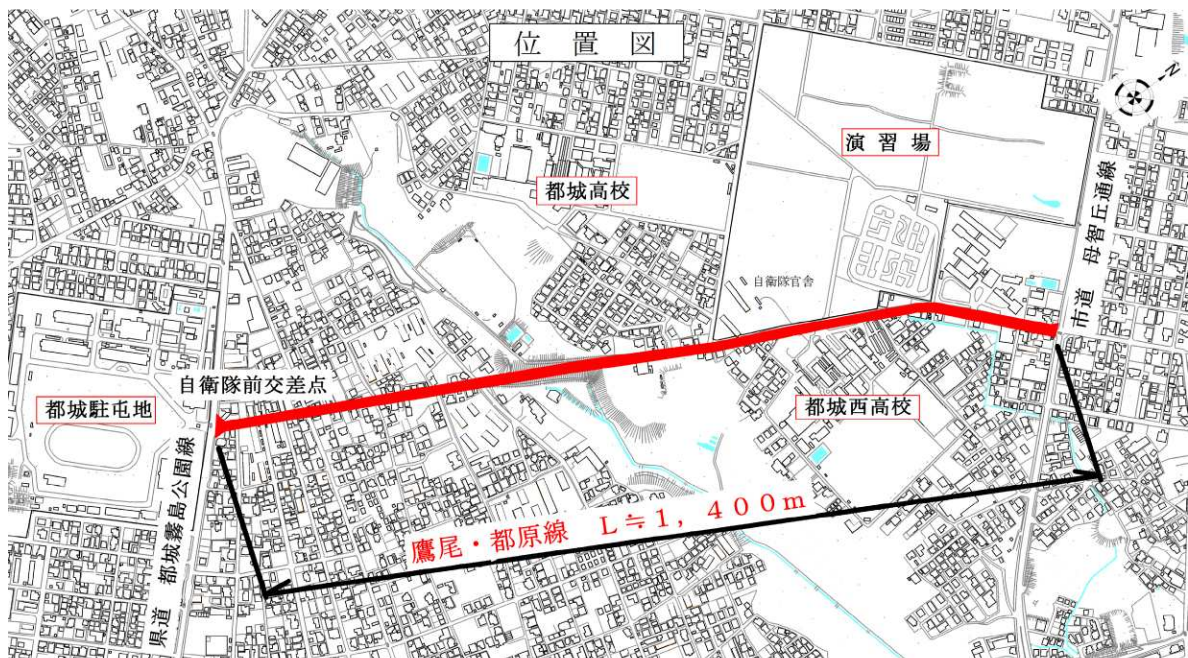 位置図
N
演習場
都城高校
市道 母智丘通線
自衛隊官舎
自衛隊前交差点
都城駐屯地
都城西高校
県道 都城霧島公園線
鷹尾・都原線 L≒1,400m